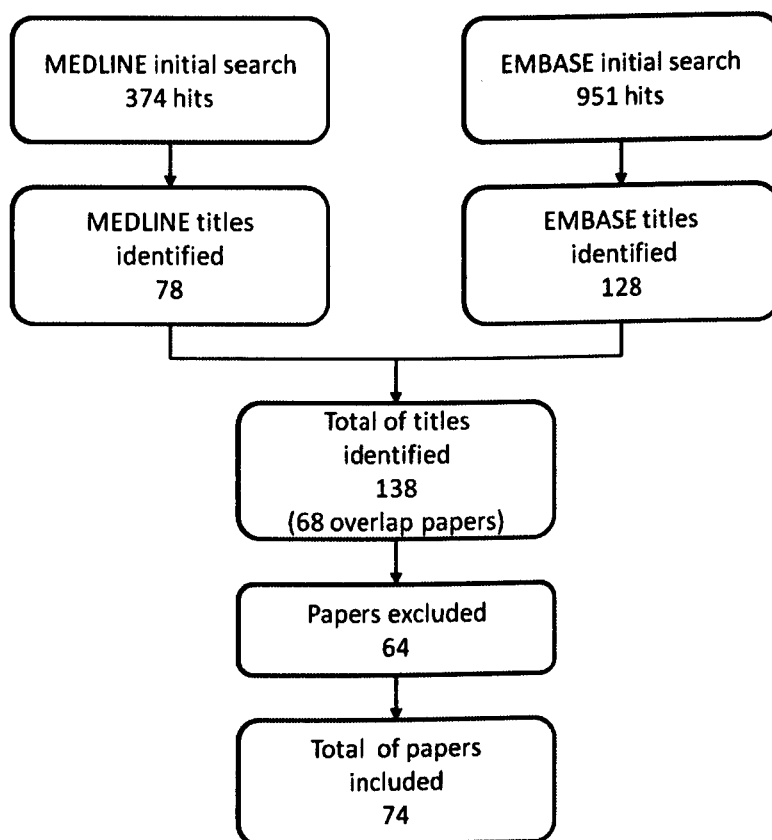 MEDLINE initial search
374 hits
EMBASE initial search
951 hits
MEDLINE titles
identified
78
EMBASE titles
identified
128
Total of titles
identified
138
(68 overlap papers)
Papers excluded
64
Total of papers
included
74